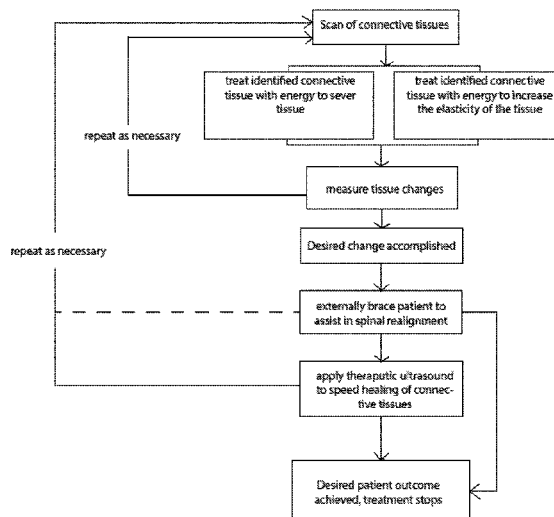 Scan of connective tissues
treat identified connective
tissue with energy to sever
tissue
treat identified connective
tissue with energy to increase
the elasticity of the tissue
repeat as necessary
measure tissue changes
Desired change accomplished
repeat as necessary
externally brace patient to
assist in spinal realignment
apply theraputic ultrasound
to speed healing of connec-
tive tissues
Desired patient outcome
achieved, treatment stops